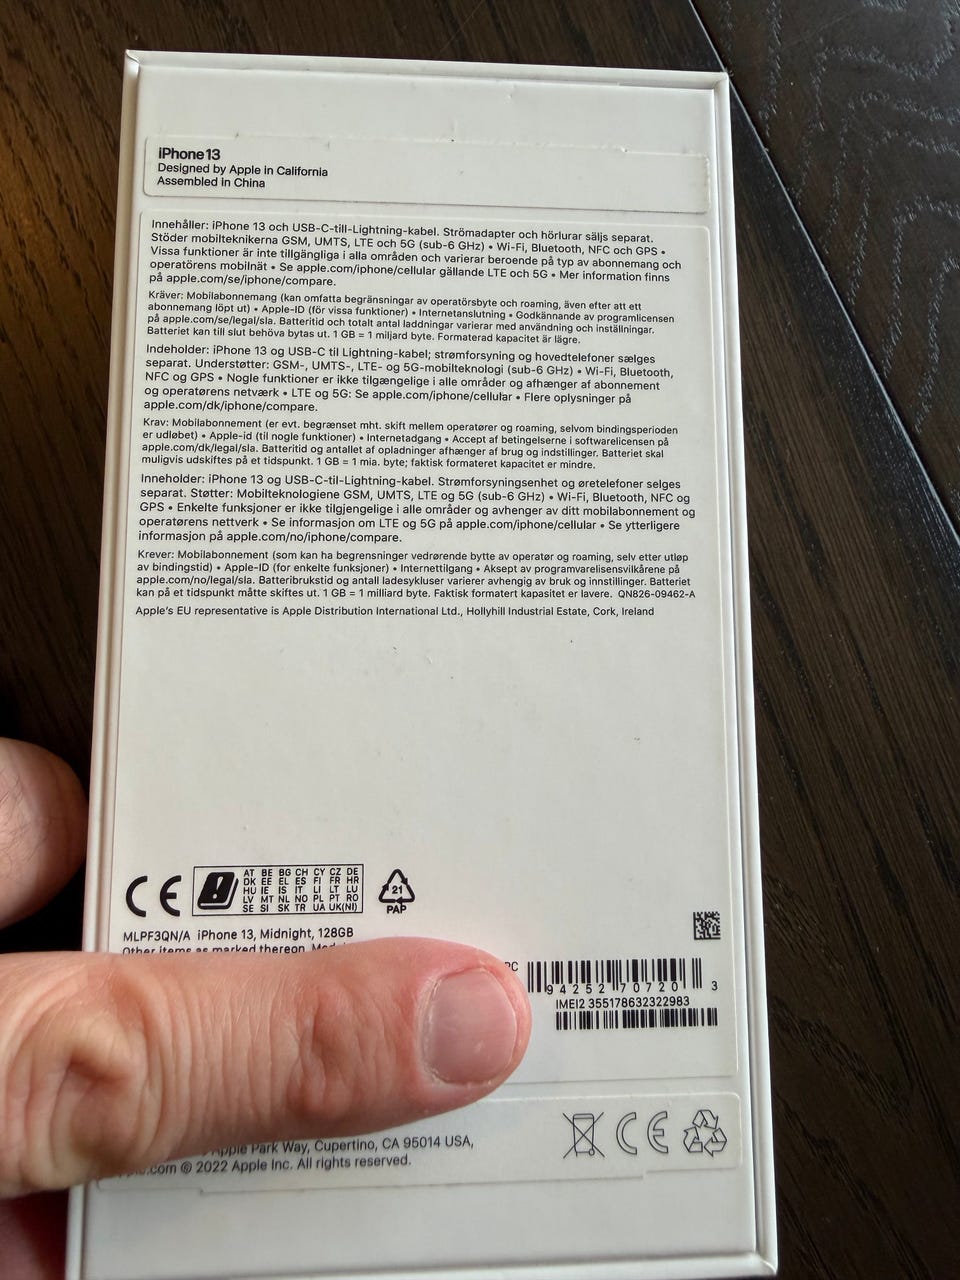 iPhone 13
Designed by Apple in California
Assembled in China
Innehåller: iPhone 13 och USB-C-till-Lightning-kabel. Strömadapter och hörlurar säljs separat.
Stöder mobilteknikerna GSM, UMTS, LTE och 5G (sub-6 GHz) • Wi-Fi, Bluetooth, NFC och GPS •
Vissa funktioner är inte tillgängliga i alla områden och varierar beroende på typ av abonnemang och
operatörens mobilnät • Se apple.com/iphone/cellular gällande LTE och 5G • Mer information finns
på apple.com/se/iphone/compare.
Kräver: Mobilabonnemang (kan omfatta begränsningar av operatörsbyte och roaming, även efter att ett
abonnemang löpt ut) • Apple-ID (för vissa funktioner) • Internetanslutning • Godkännande av programlicensen
på apple.com/se/legal/sla. Batteritid och totalt antal laddningar varierar med användning och inställningar.
Batteriet kan till slut behöva bytas ut. 1 GB = 1 miljard byte. Formaterad kapacitet är lägre.
Indeholder: iPhone 13 og USB-C til Lightning-kabel; strømforsyning og hovedtelefoner sælges
separat. Understøtter: GSM-, UMTS-, LTE- og 5G-mobilteknologi (sub-6 GHz) • Wi-Fi, Bluetooth,
NFC og GPS • Nogle funktioner er ikke tilgængelige i alle områder og afhænger af abonnement
og operatørens netværk • LTE og 5G: Se apple.com/iphone/cellular • Flere oplysninger på
apple.com/dk/iphone/compare.
Krav: Mobilabonnement (er evt. begrænset mht. skift mellem operatører og roaming, selvom bindingsperioden
er udløbet) • Apple-id (til nogle funktioner) • Internetadgang • Accept af betingelserne i softwarelicensen på
apple.com/dk/legal/sla. Batteritid og antallet af opladninger afhænger af brug og indstillinger. Batteriet skal
muligvis udskiftes på et tidspunkt. 1 GB = 1 mia. byte; faktisk formateret kapacitet er mindre.
Inneholder: iPhone 13 og USB-C-til-Lightning-kabel. Strømforsyningsenhet og øretelefoner selges
separat. Støtter: Mobilteknologiene GSM, UMTS, LTE og 5G (sub-6 GHz) • Wi-Fi, Bluetooth, NFC og
GPS • Enkelte funksjoner er ikke tilgjengelige i alle områder og avhenger av ditt mobilabonnement og
operatørens nettverk • Se informasjon om LTE og 5G på apple.com/iphone/cellular • Se ytterligere
informasjon på apple.com/no/iphone/compare.
Krever: Mobilabonnement (som kan ha begrensninger vedrørende bytte av operatør og roaming, selv etter utløp
av bindingstid) • Apple-ID (for enkelte funksjoner) • Internettilgang • Aksept av programvarelisensvilkårene på
apple.com/no/legal/sla. Batteribrukstid og antall ladesykluser varierer avhengig av bruk og innstillinger. Batteriet
kan på et tidspunkt måtte skiftes ut. 1 GB = 1 milliard byte. Faktisk formatert kapasitet er lavere. QN826-09462-A
Apple's EU representative is Apple Distribution International Ltd., Hollyhill Industrial Estate, Cork, Ireland
CE
AT BE BG CH CY CZ DE
DK EE EL ES FI FR HR
HU IE IS IT LI LT LU
LV MT NL NO PL PT RO
SE SI SK TR UA UK(NI)
21
PAP
MLPF3QN/A iPhone 13, Midnight, 128GB
Other items as marked thereon.
94252 70720 3
IMEI2 355178632322983
Apple Park Way, Cupertino, CA 95014 USA,
© 2022 Apple Inc. All rights reserved.
CE